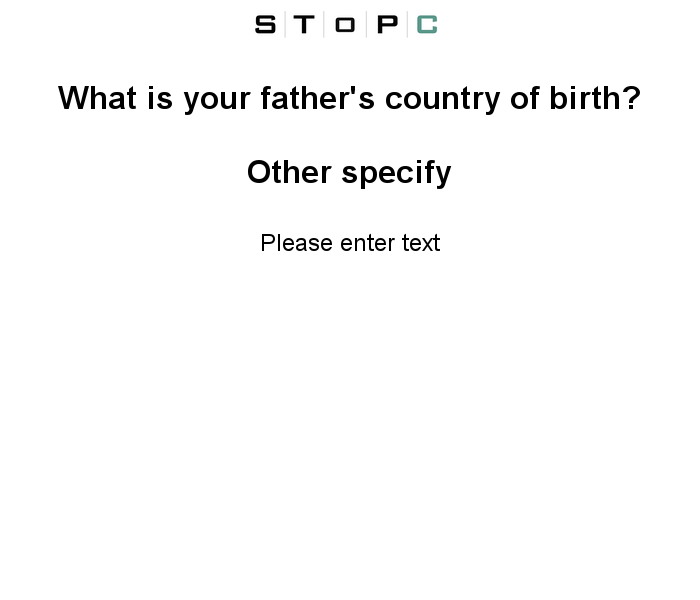 S T o P C
What is your father's country of birth?
Other specify
Please enter text